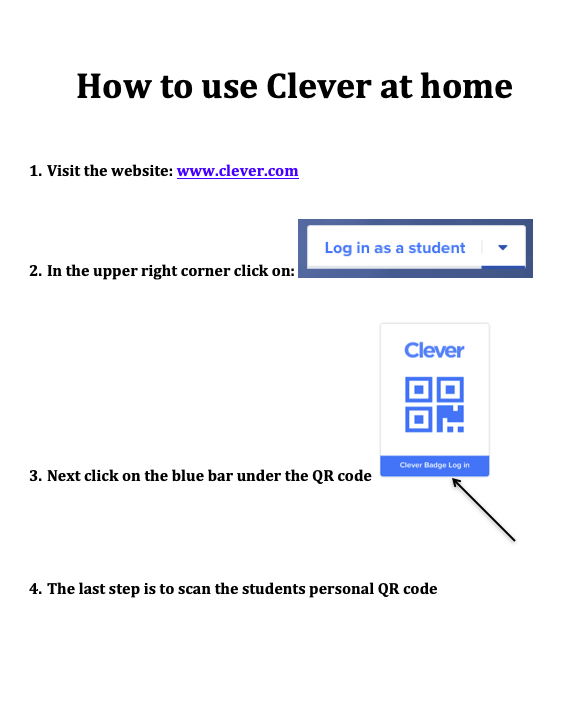 How to use Clever at home
1. Visit the website: www.clever.com
Log in as a student
2. In the upper right corner click on:
Clever
Clever Badge Log in
3. Next click on the blue bar under the QR code
4. The last step is to scan the students personal QR code